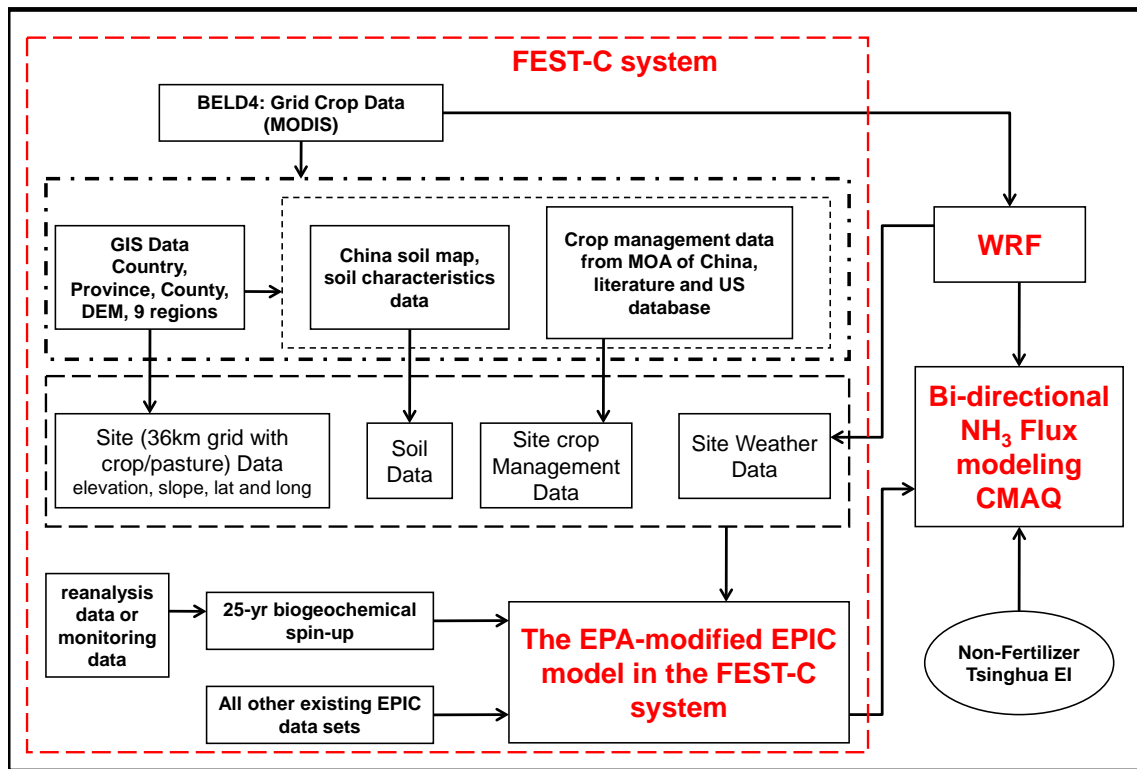 FEST-C system
BELD4: Grid Crop Data
(MODIS)
GIS Data
Country,
Province, County,
DEM, 9 regions
China soil map,
soil characteristics
data
Crop management data
from MOA of China,
literature and US
database
WRF
Site (36km grid with
crop/pasture) Data
elevation, slope, lat and long
Soil
Data
Site crop
Management
Data
Site Weather
Data
Bi-directional
NH₃ Flux
modeling
CMAQ
reanalysis
data or
monitoring
data
25-yr biogeochemical
spin-up
All other existing EPIC
data sets
The EPA-modified EPIC
model in the FEST-C
system
Non-Fertilizer
Tsinghua EI